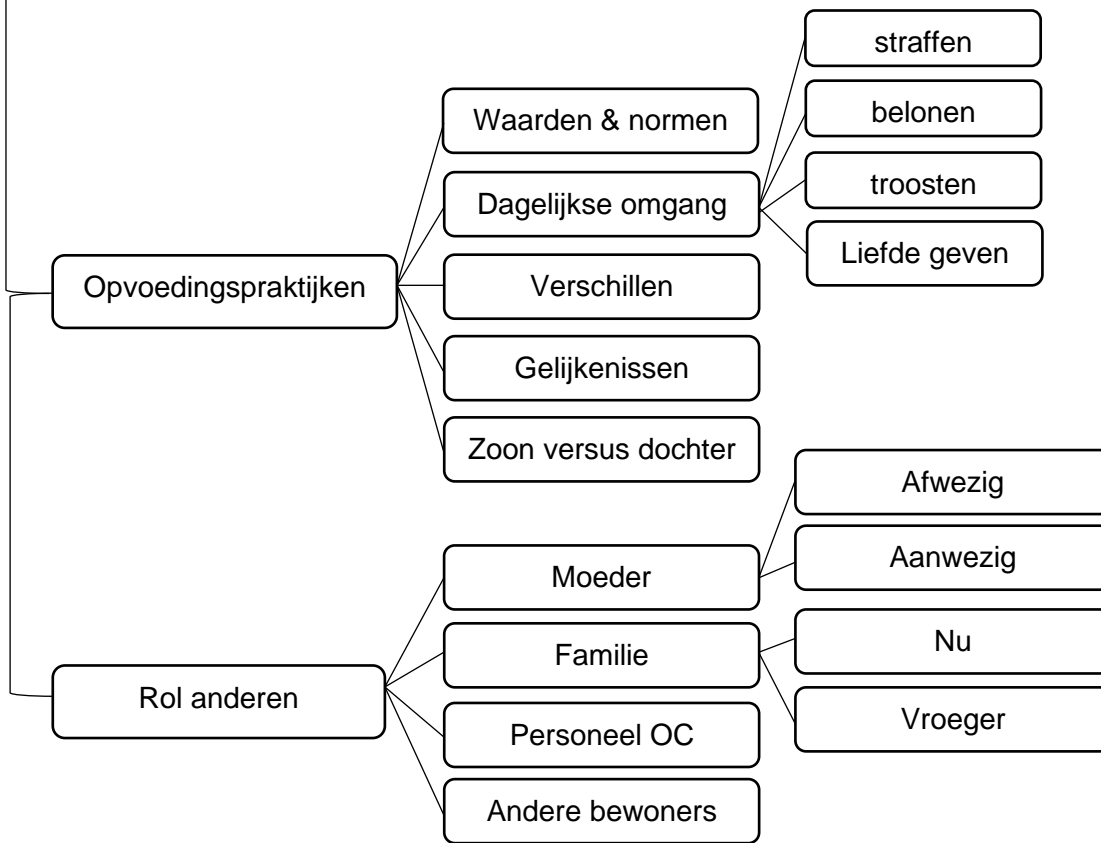 Opvoedingspraktijken
Waarden & normen
Dagelijkse omgang
straffen
belonen
troosten
Liefde geven
Verschillen
Gelijkenissen
Zoon versus dochter
Rol anderen
Moeder
Afwezig
Aanwezig
Familie
Nu
Vroeger
Personeel OC
Andere bewoners